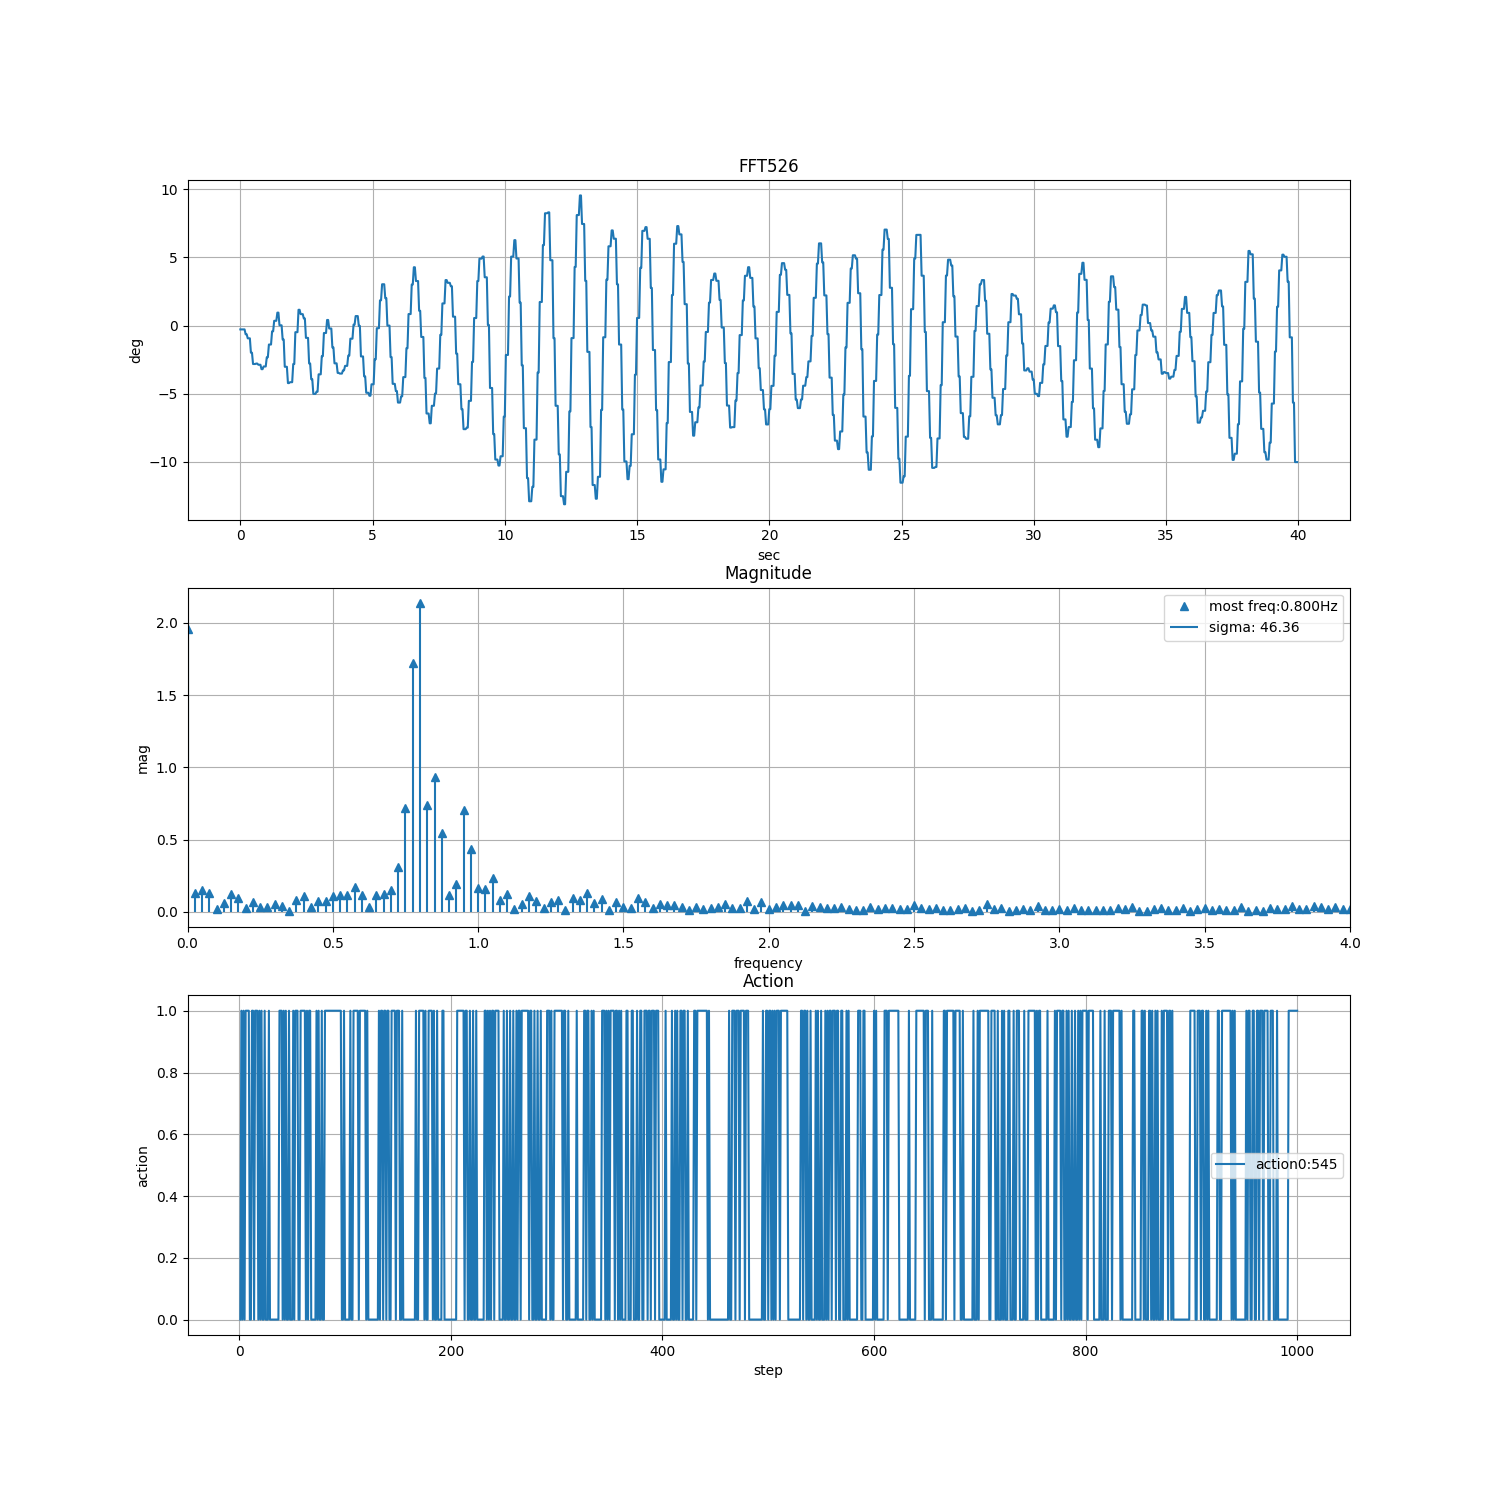 FFT526
10
5
0
−5
−10
deg
0 5 10 15 20 25 30 35 40
sec
Magnitude
2.0
1.5
1.0
0.5
0.0
mag
most freq:0.800Hz
sigma: 46.36
0.0 0.5 1.0 1.5 2.0 2.5 3.0 3.5 4.0
frequency
Action
1.0
0.8
0.6
0.4
0.2
0.0
action
action0:545
0 200 400 600 800 1000
step